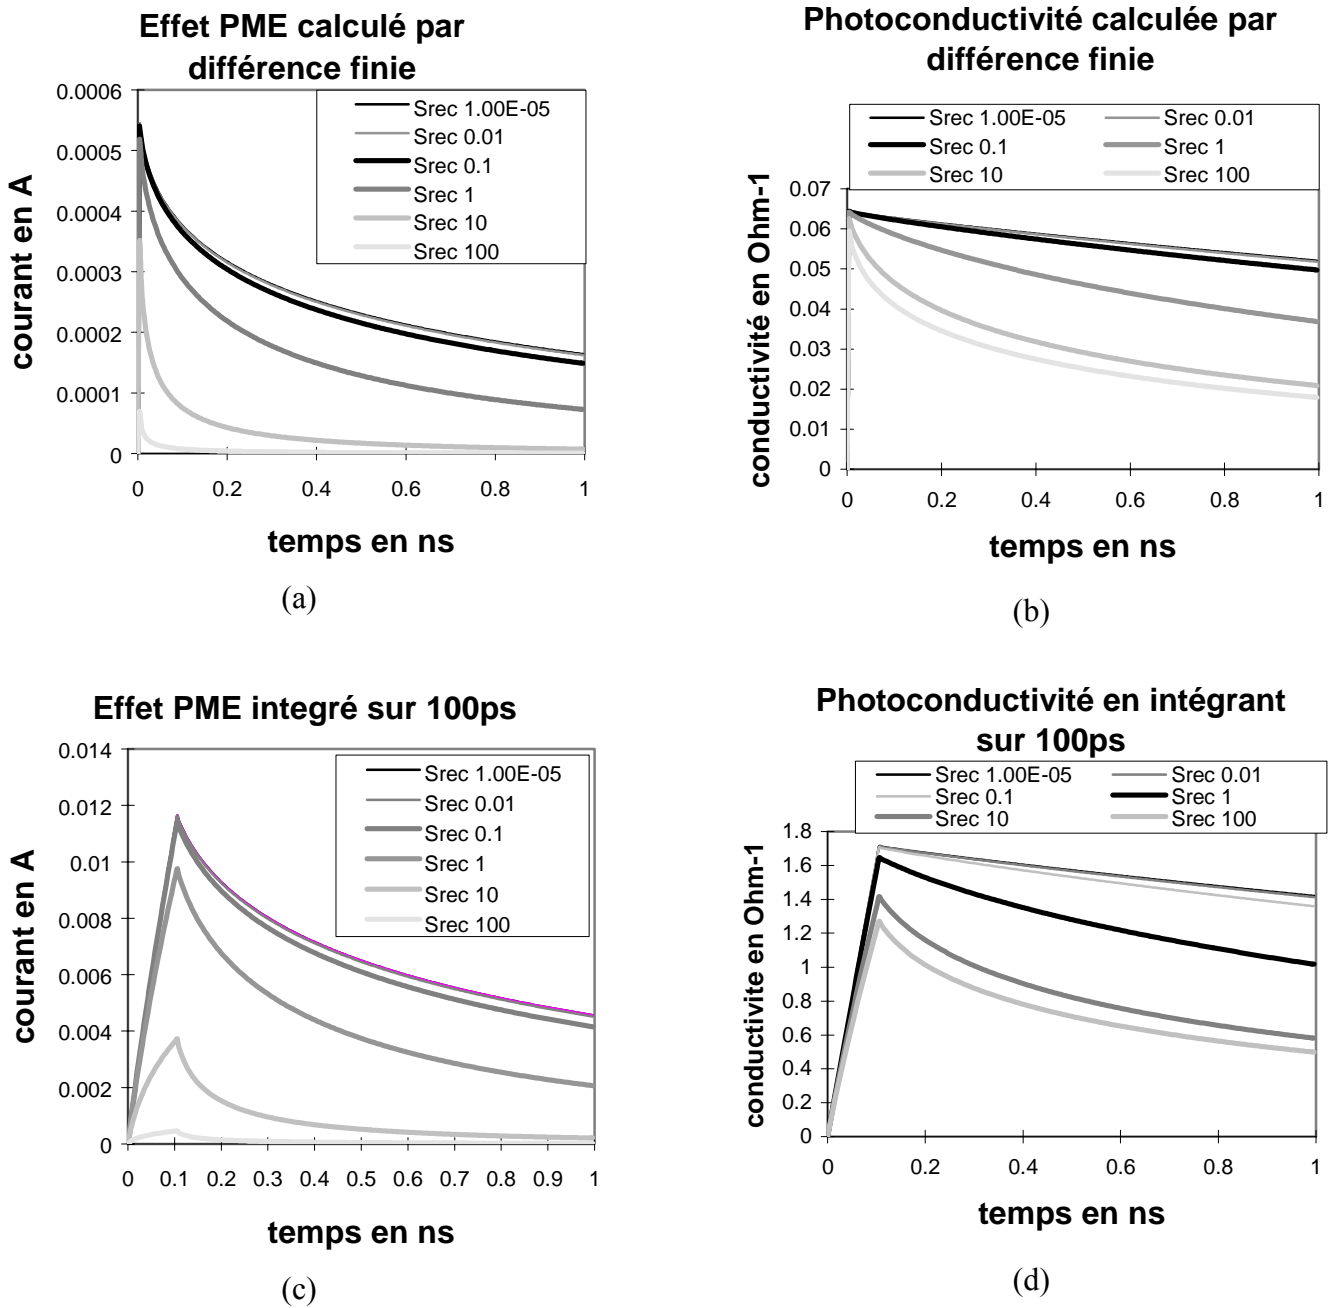 Effet PME calculé par
différence finie
0.0006
0.0005
0.0004
0.0003
0.0002
0.0001
0
courant en A
Srec 1.00E-05
Srec 0.01
Srec 0.1
Srec 1
Srec 10
Srec 100
0 0.2 0.4 0.6 0.8 1
temps en ns
(a)
Photoconductivité calculée par
différence finie
Srec 1.00E-05 Srec 0.01
Srec 0.1 Srec 1
Srec 10 Srec 100
0.07
0.06
0.05
0.04
0.03
0.02
0.01
0
conductivité en Ohm-1
0 0.2 0.4 0.6 0.8 1
temps en ns
(b)
Effet PME integré sur 100ps
0.014
0.012
0.01
0.008
0.006
0.004
0.002
0
courant en A
Srec 1.00E-05
Srec 0.01
Srec 0.1
Srec 1
Srec 10
Srec 100
0 0.1 0.2 0.3 0.4 0.5 0.6 0.7 0.8 0.9 1
temps en ns
(c)
Photoconductivité en intégrant
sur 100ps
Srec 1.00E-05 Srec 0.01
Srec 0.1 Srec 1
Srec 10 Srec 100
1.8
1.6
1.4
1.2
1
0.8
0.6
0.4
0.2
0
conductivite en Ohm-1
0 0.2 0.4 0.6 0.8 1
temps en ns
(d)